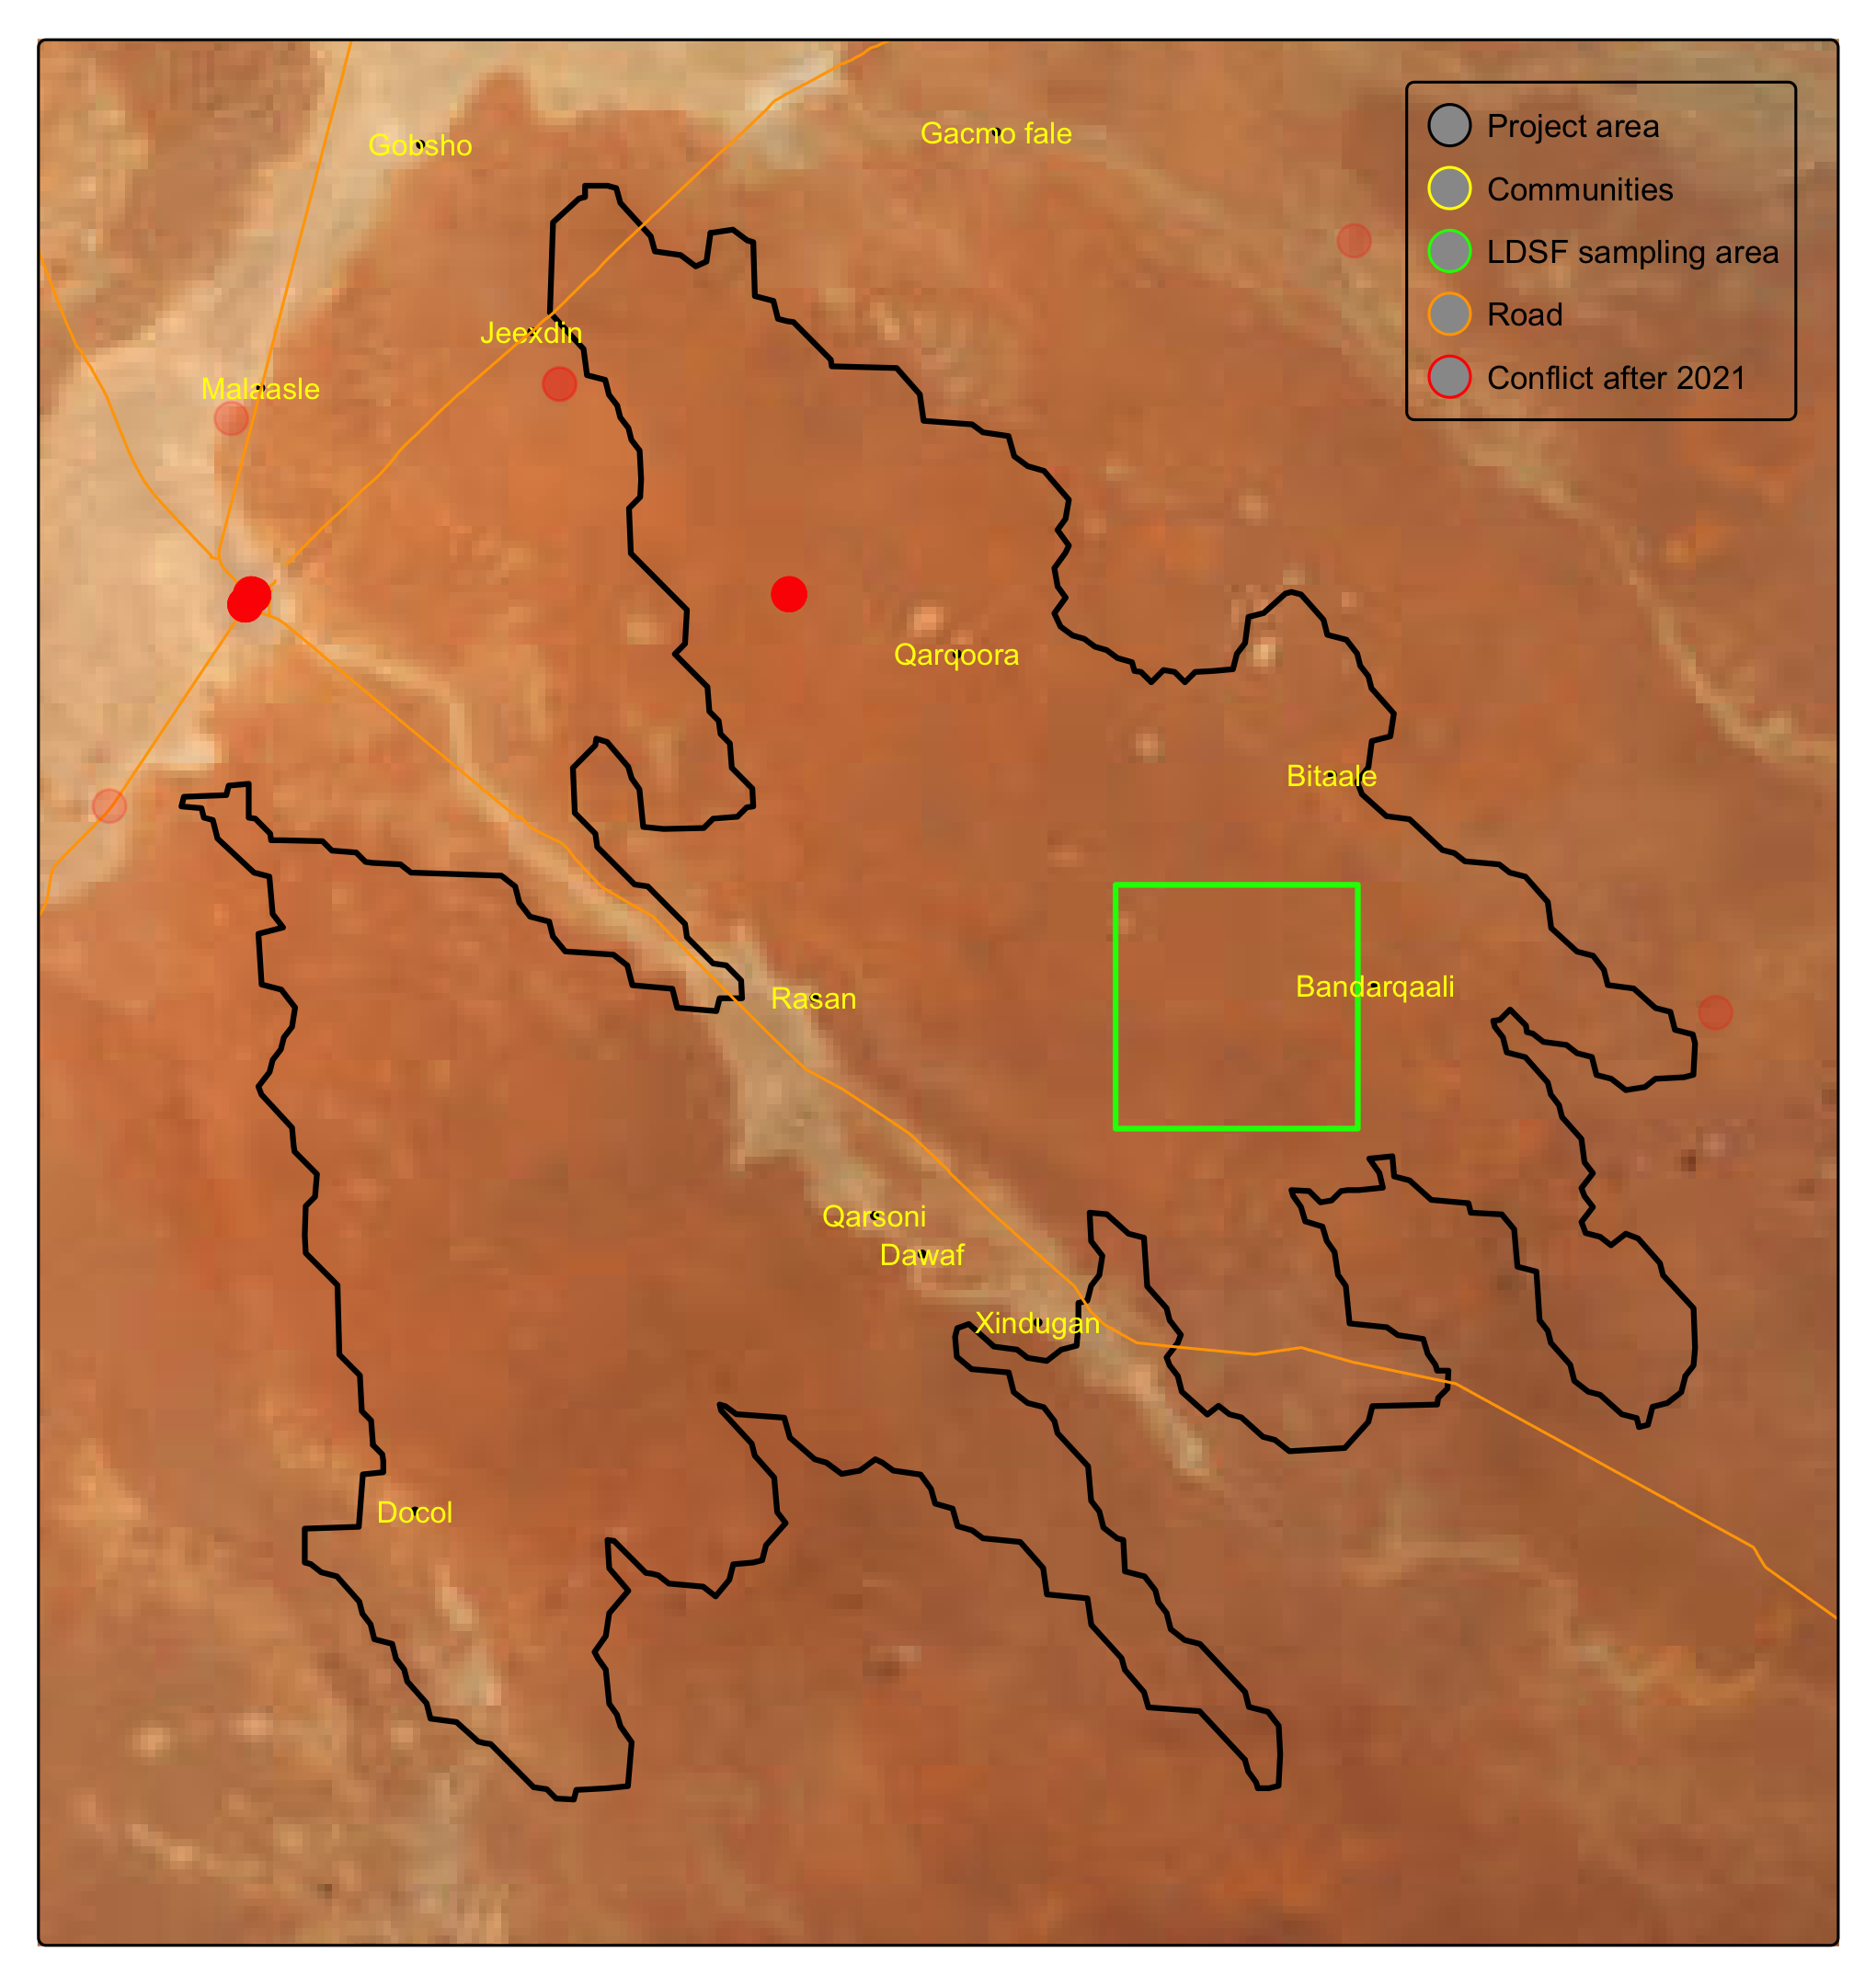 Gobsho
Gacmo fale
Project area
Communities
LDSF sampling area
Road
Conflict after 2021
Jeexdin
Malaasle
Qarqoora
Bitaale
Bandarqaali
Rasan
Qarsoni
Dawaf
Xindugan
Docol